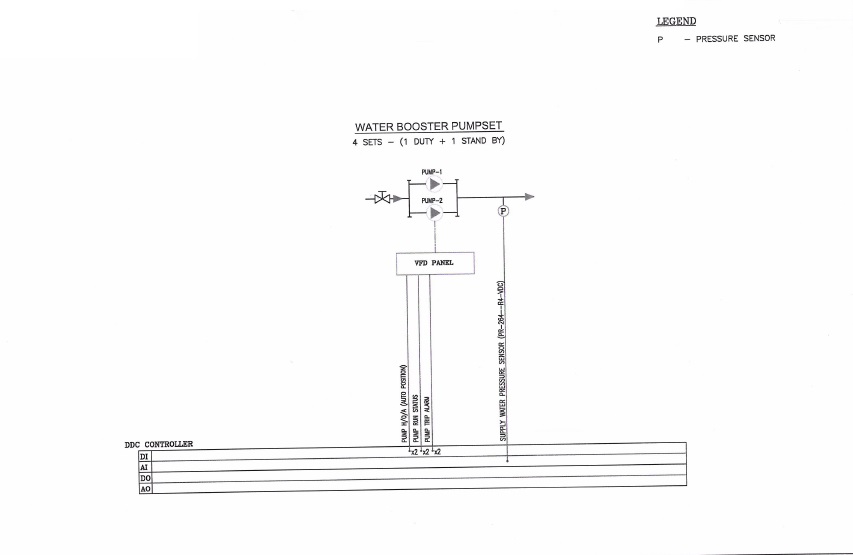 LEGEND
P – PRESSURE SENSOR
WATER BOOSTER PUMPSET
4 SETS – (1 DUTY + 1 STAND BY)
PUMP-1
PUMP-2
P
VFD PANEL
PUMP H/O/A (AUTO POSITION)
PUMP RUN STATUS
PUMP TRIP ALARM
SUPPLY WATER PRESSURE SENSOR (PR-264--R4-VDC)
DDC CONTROLLER
x2 x2 x2
DI
AI
DO
AO